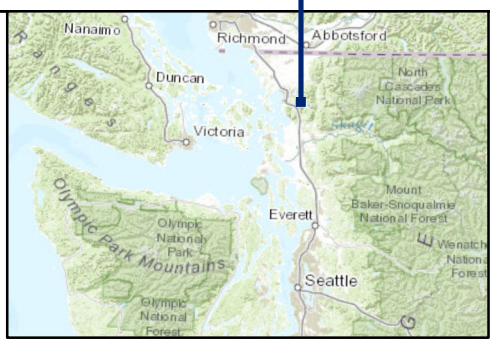 Nanaimo
Richmond
Abbotsford
Ranges
Duncan
North
Cascades
National Park
Skagit
Victoria
Mount
Baker-Snoqualmie
National Forest
Olympic
National
Park
Olympic Park Mountains
Everett
Wenatch
Nationa
Forest
E
Seattle
Olympic
National
Forest
G